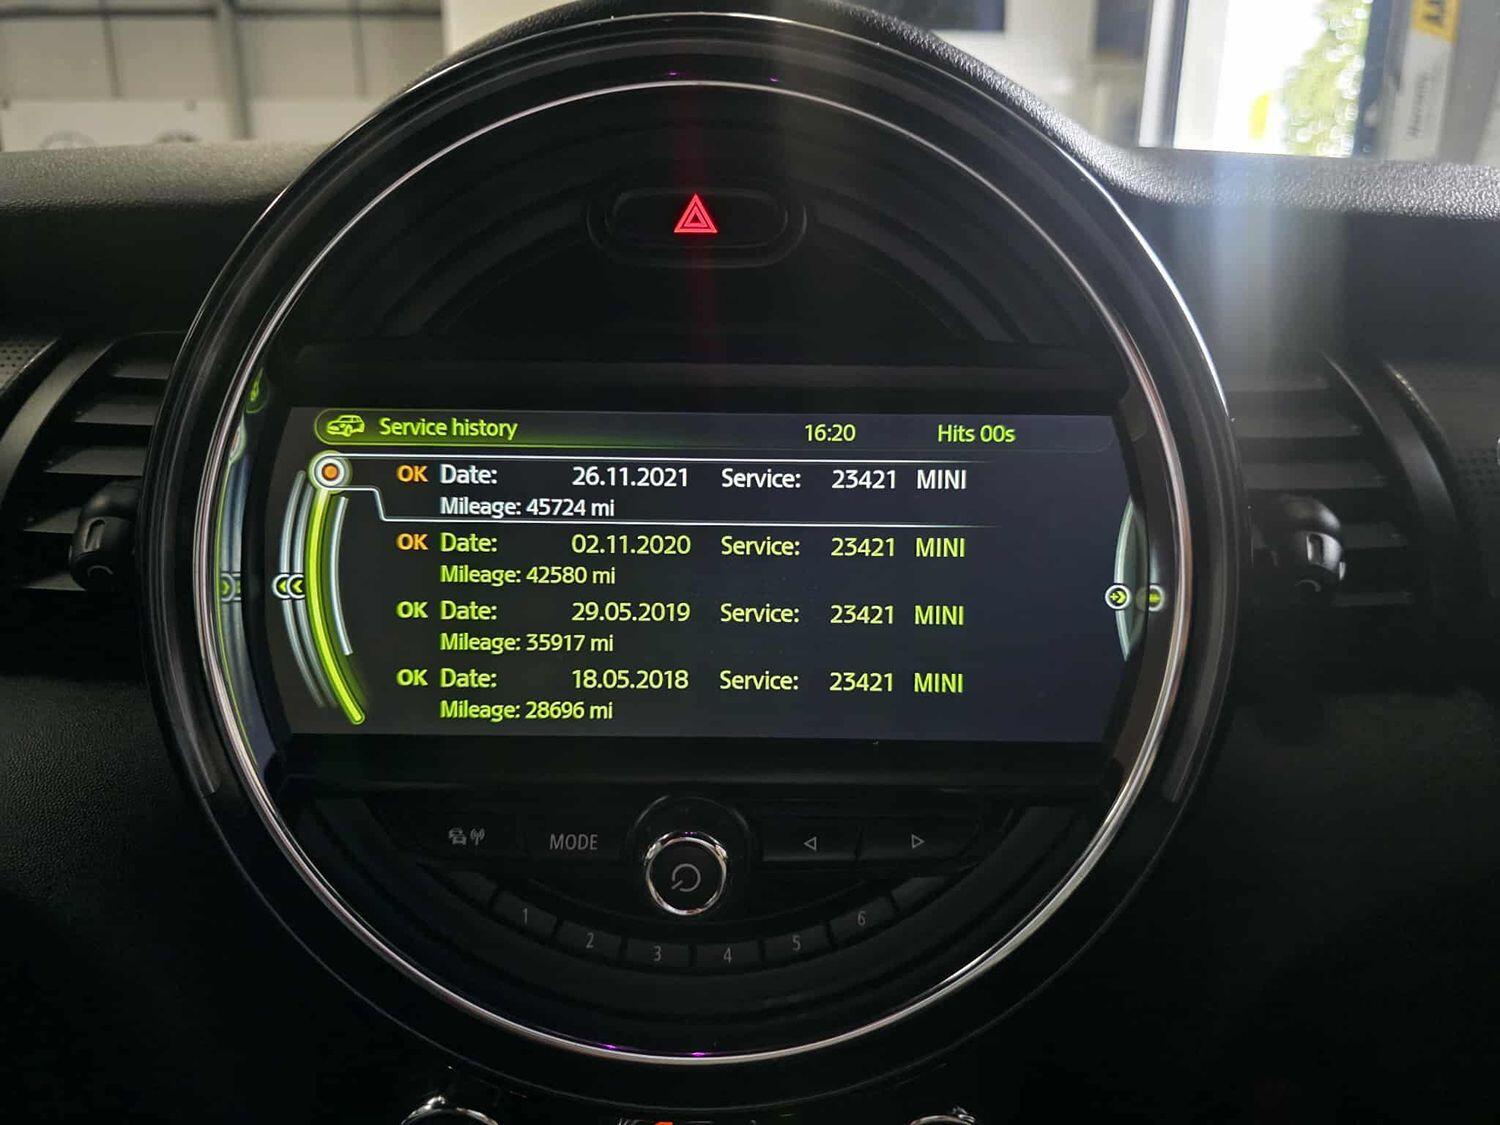 Service history 16:20 Hits 00s
OK Date: 26.11.2021 Service: 23421 MINI
Mileage: 45724 mi
OK Date: 02.11.2020 Service: 23421 MINI
Mileage: 42580 mi
OK Date: 29.05.2019 Service: 23421 MINI
Mileage: 35917 mi
OK Date: 18.05.2018 Service: 23421 MINI
Mileage: 28696 mi
MODE
1 2 3 4 5 6